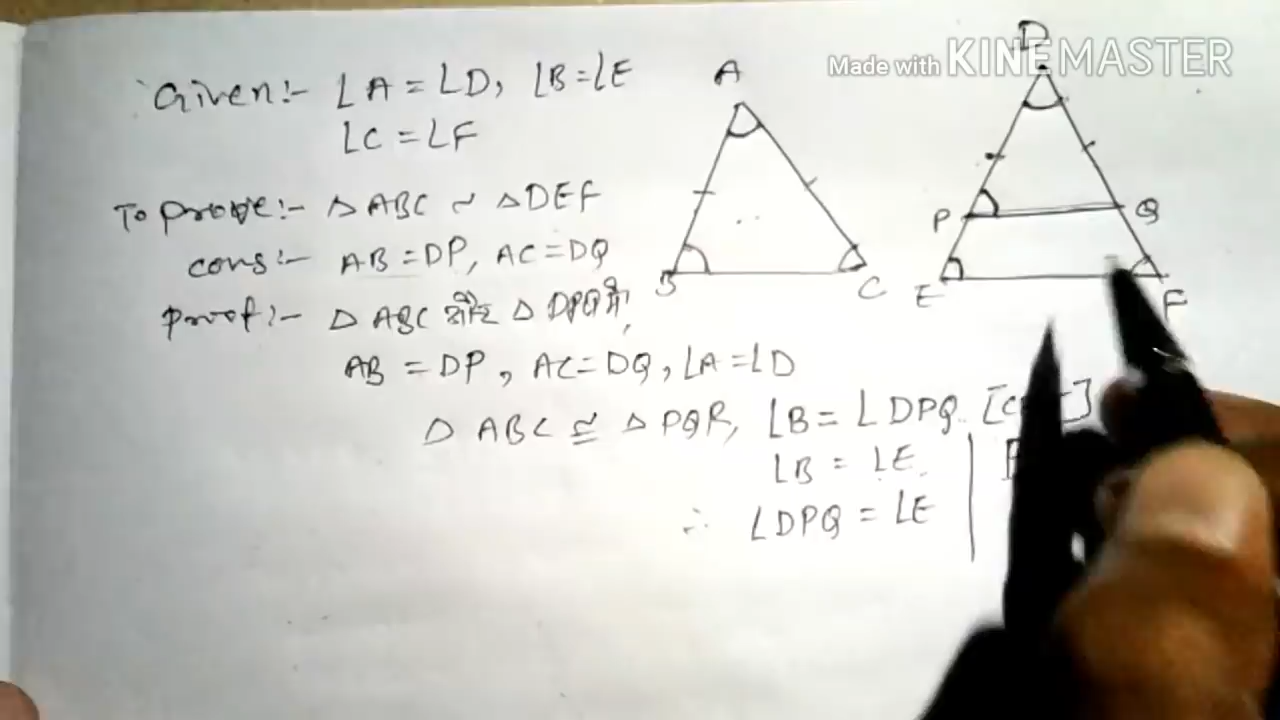 Made with KINEMASTER
Given:- ∠A = ∠D, ∠B = ∠E
∠C = ∠F
To prove:- △ABC ~ △DEF
cons:- AB = DP, AC = DQ
Proof:- △ ABC और △ DPQ में,
AB = DP, AC = DQ, ∠A = ∠D
△ ABC ≅ △ PQR, ∠B = ∠DPQ
∠B = ∠E
∴ ∠DPQ = ∠E
A
B
C
D
P
Q
E
F